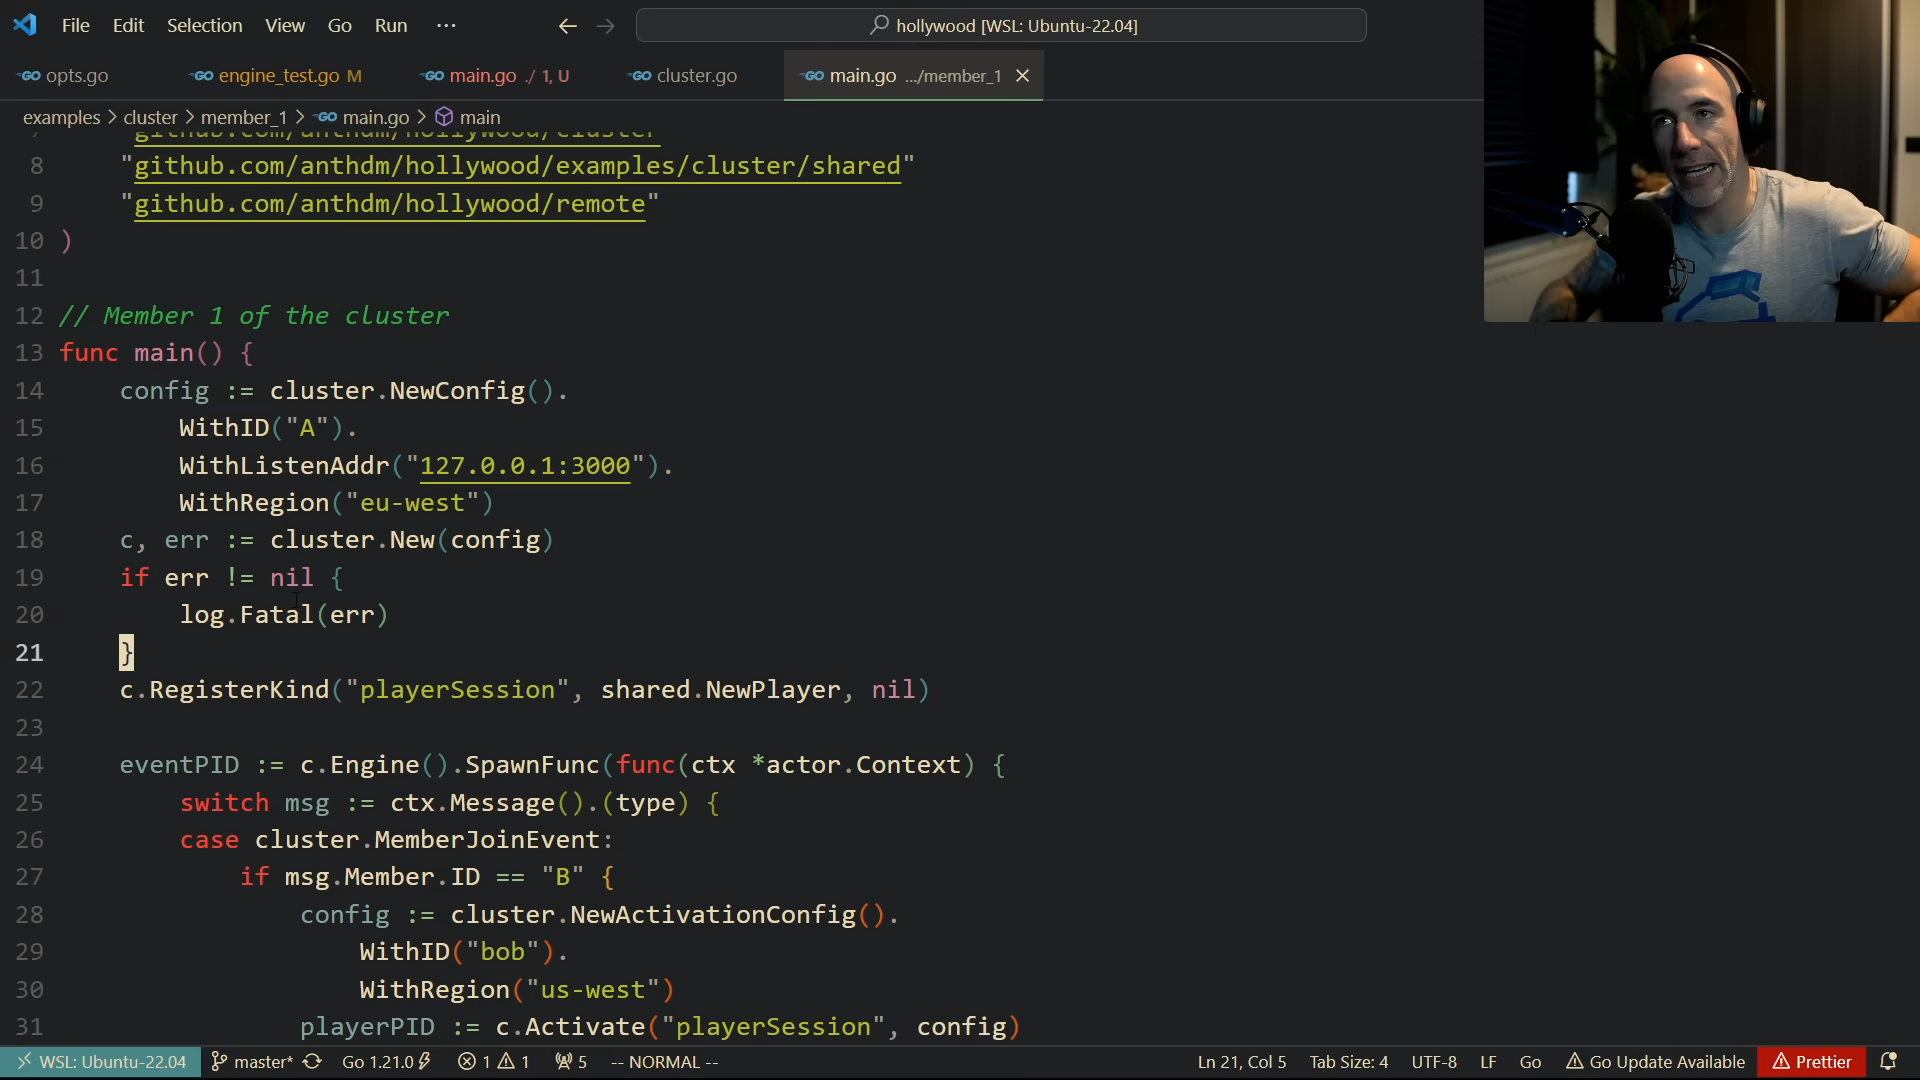 File Edit Selection View Go Run ··· hollywood [WSL: Ubuntu-22.04]
opts.go engine_test.go M main.go ./ 1, U cluster.go main.go .../member_1
examples > cluster > member_1 > main.go > main
7 "github.com/anthdm/hollywood/cluster"
8 "github.com/anthdm/hollywood/examples/cluster/shared"
9 "github.com/anthdm/hollywood/remote"
10 )
11
12 // Member 1 of the cluster
13 func main() {
14 config := cluster.NewConfig().
15 WithID("A").
16 WithListenAddr("127.0.0.1:3000").
17 WithRegion("eu-west")
18 c, err := cluster.New(config)
19 if err != nil {
20 log.Fatal(err)
21 }
22 c.RegisterKind("playerSession", shared.NewPlayer, nil)
23
24 eventPID := c.Engine().SpawnFunc(func(ctx *actor.Context) {
25 switch msg := ctx.Message().(type) {
26 case cluster.MemberJoinEvent:
27 if msg.Member.ID == "B" {
28 config := cluster.NewActivationConfig().
29 WithID("bob").
30 WithRegion("us-west")
31 playerPID := c.Activate("playerSession", config)
WSL: Ubuntu-22.04 master* Go 1.21.0 1 1 5 -- NORMAL -- Ln 21, Col 5 Tab Size: 4 UTF-8 LF Go Go Update Available Prettier